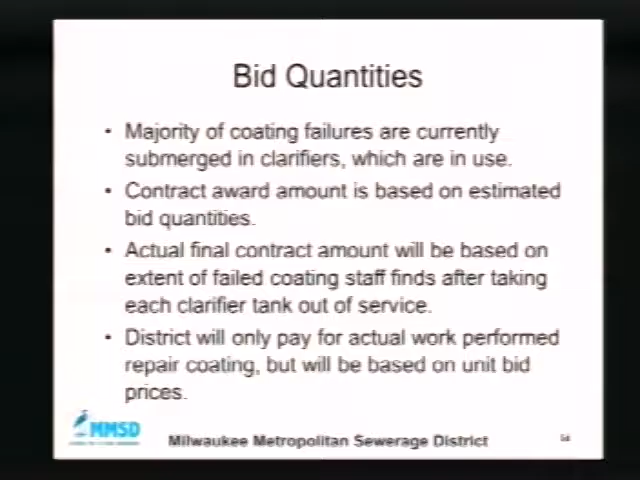 Bid Quantities
• Majority of coating failures are currently
submerged in clarifiers, which are in use.
• Contract award amount is based on estimated
bid quantities.
• Actual final contract amount will be based on
extent of failed coating staff finds after taking
each clarifier tank out of service.
• District will only pay for actual work performed
repair coating, but will be based on unit bid
prices.
MMSD
Milwaukee Metropolitan Sewerage District